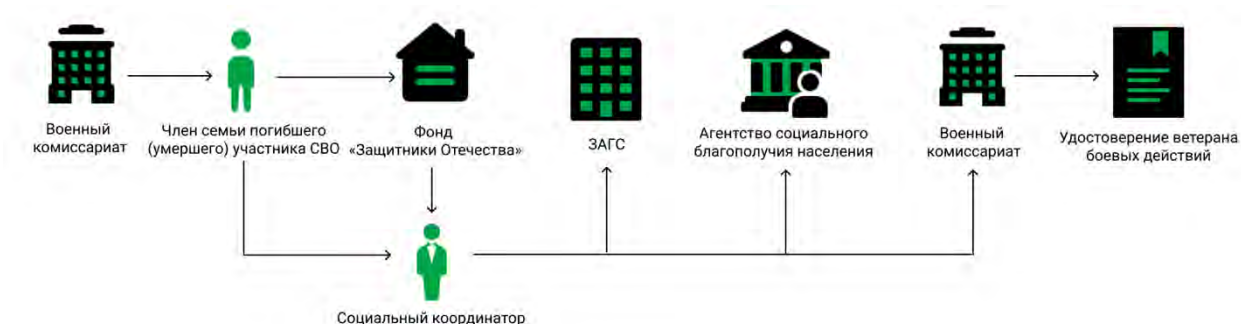 Военный
комиссариат
Член семьи погибшего
(умершего) участника СВО
Фонд
«Защитники Отечества»
ЗАГС
Агентство социального
благополучия населения
Военный
комиссариат
Удостоверение ветерана
боевых действий
Социальный координатор